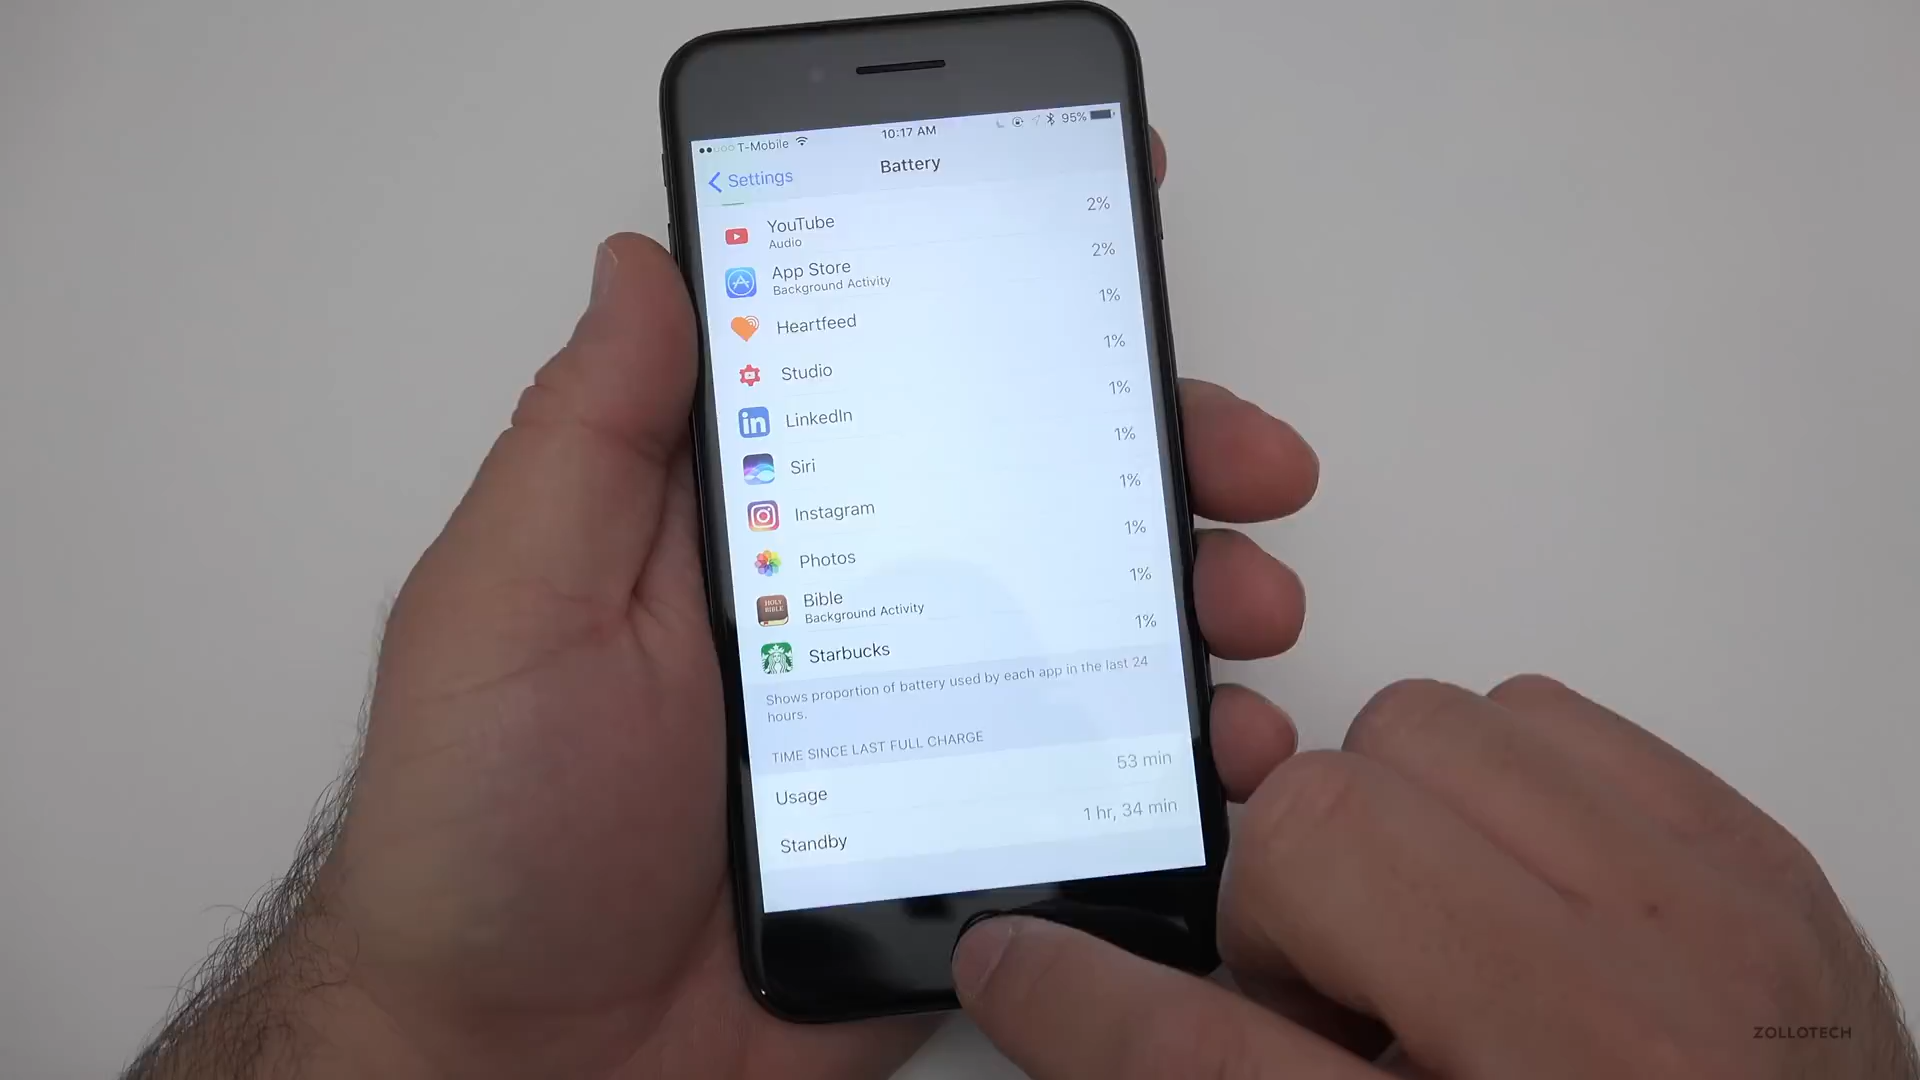 T-Mobile 10:17 AM 95%
Settings Battery
YouTube 2%
Audio
App Store 2%
Background Activity
Heartfeed 1%
Studio 1%
LinkedIn 1%
Siri 1%
Instagram 1%
Photos 1%
HOLY BIBLE
Bible 1%
Background Activity
Starbucks 1%
Shows proportion of battery used by each app in the last 24
hours.
TIME SINCE LAST FULL CHARGE
Usage 53 min
Standby 1 hr, 34 min
ZOLLOTECH